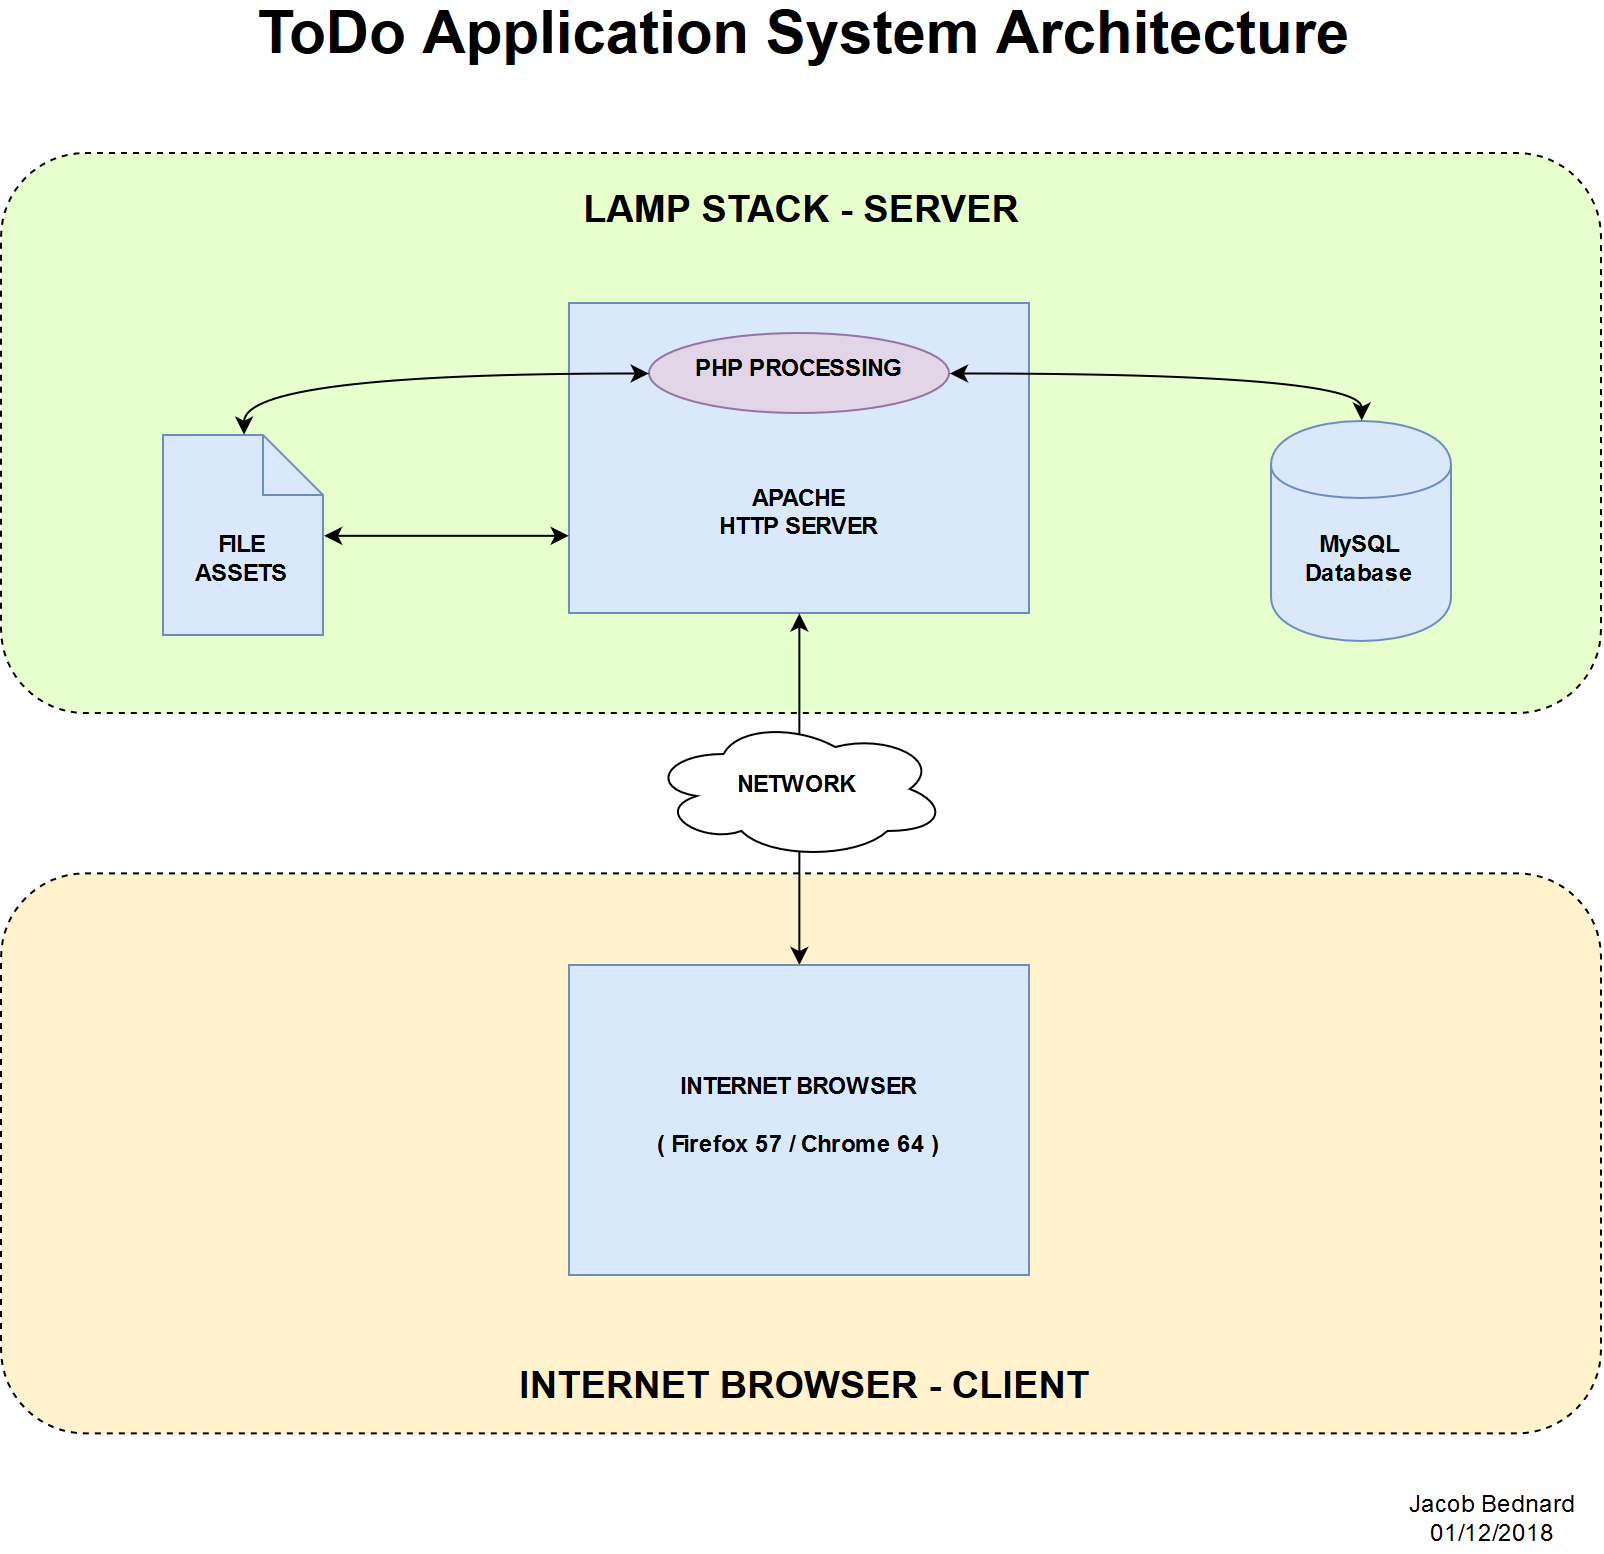 ToDo Application System Architecture
LAMP STACK - SERVER
PHP PROCESSING
APACHE
HTTP SERVER
FILE
ASSETS
MySQL
Database
NETWORK
INTERNET BROWSER
( Firefox 57 / Chrome 64 )
INTERNET BROWSER - CLIENT
Jacob Bednard
01/12/2018